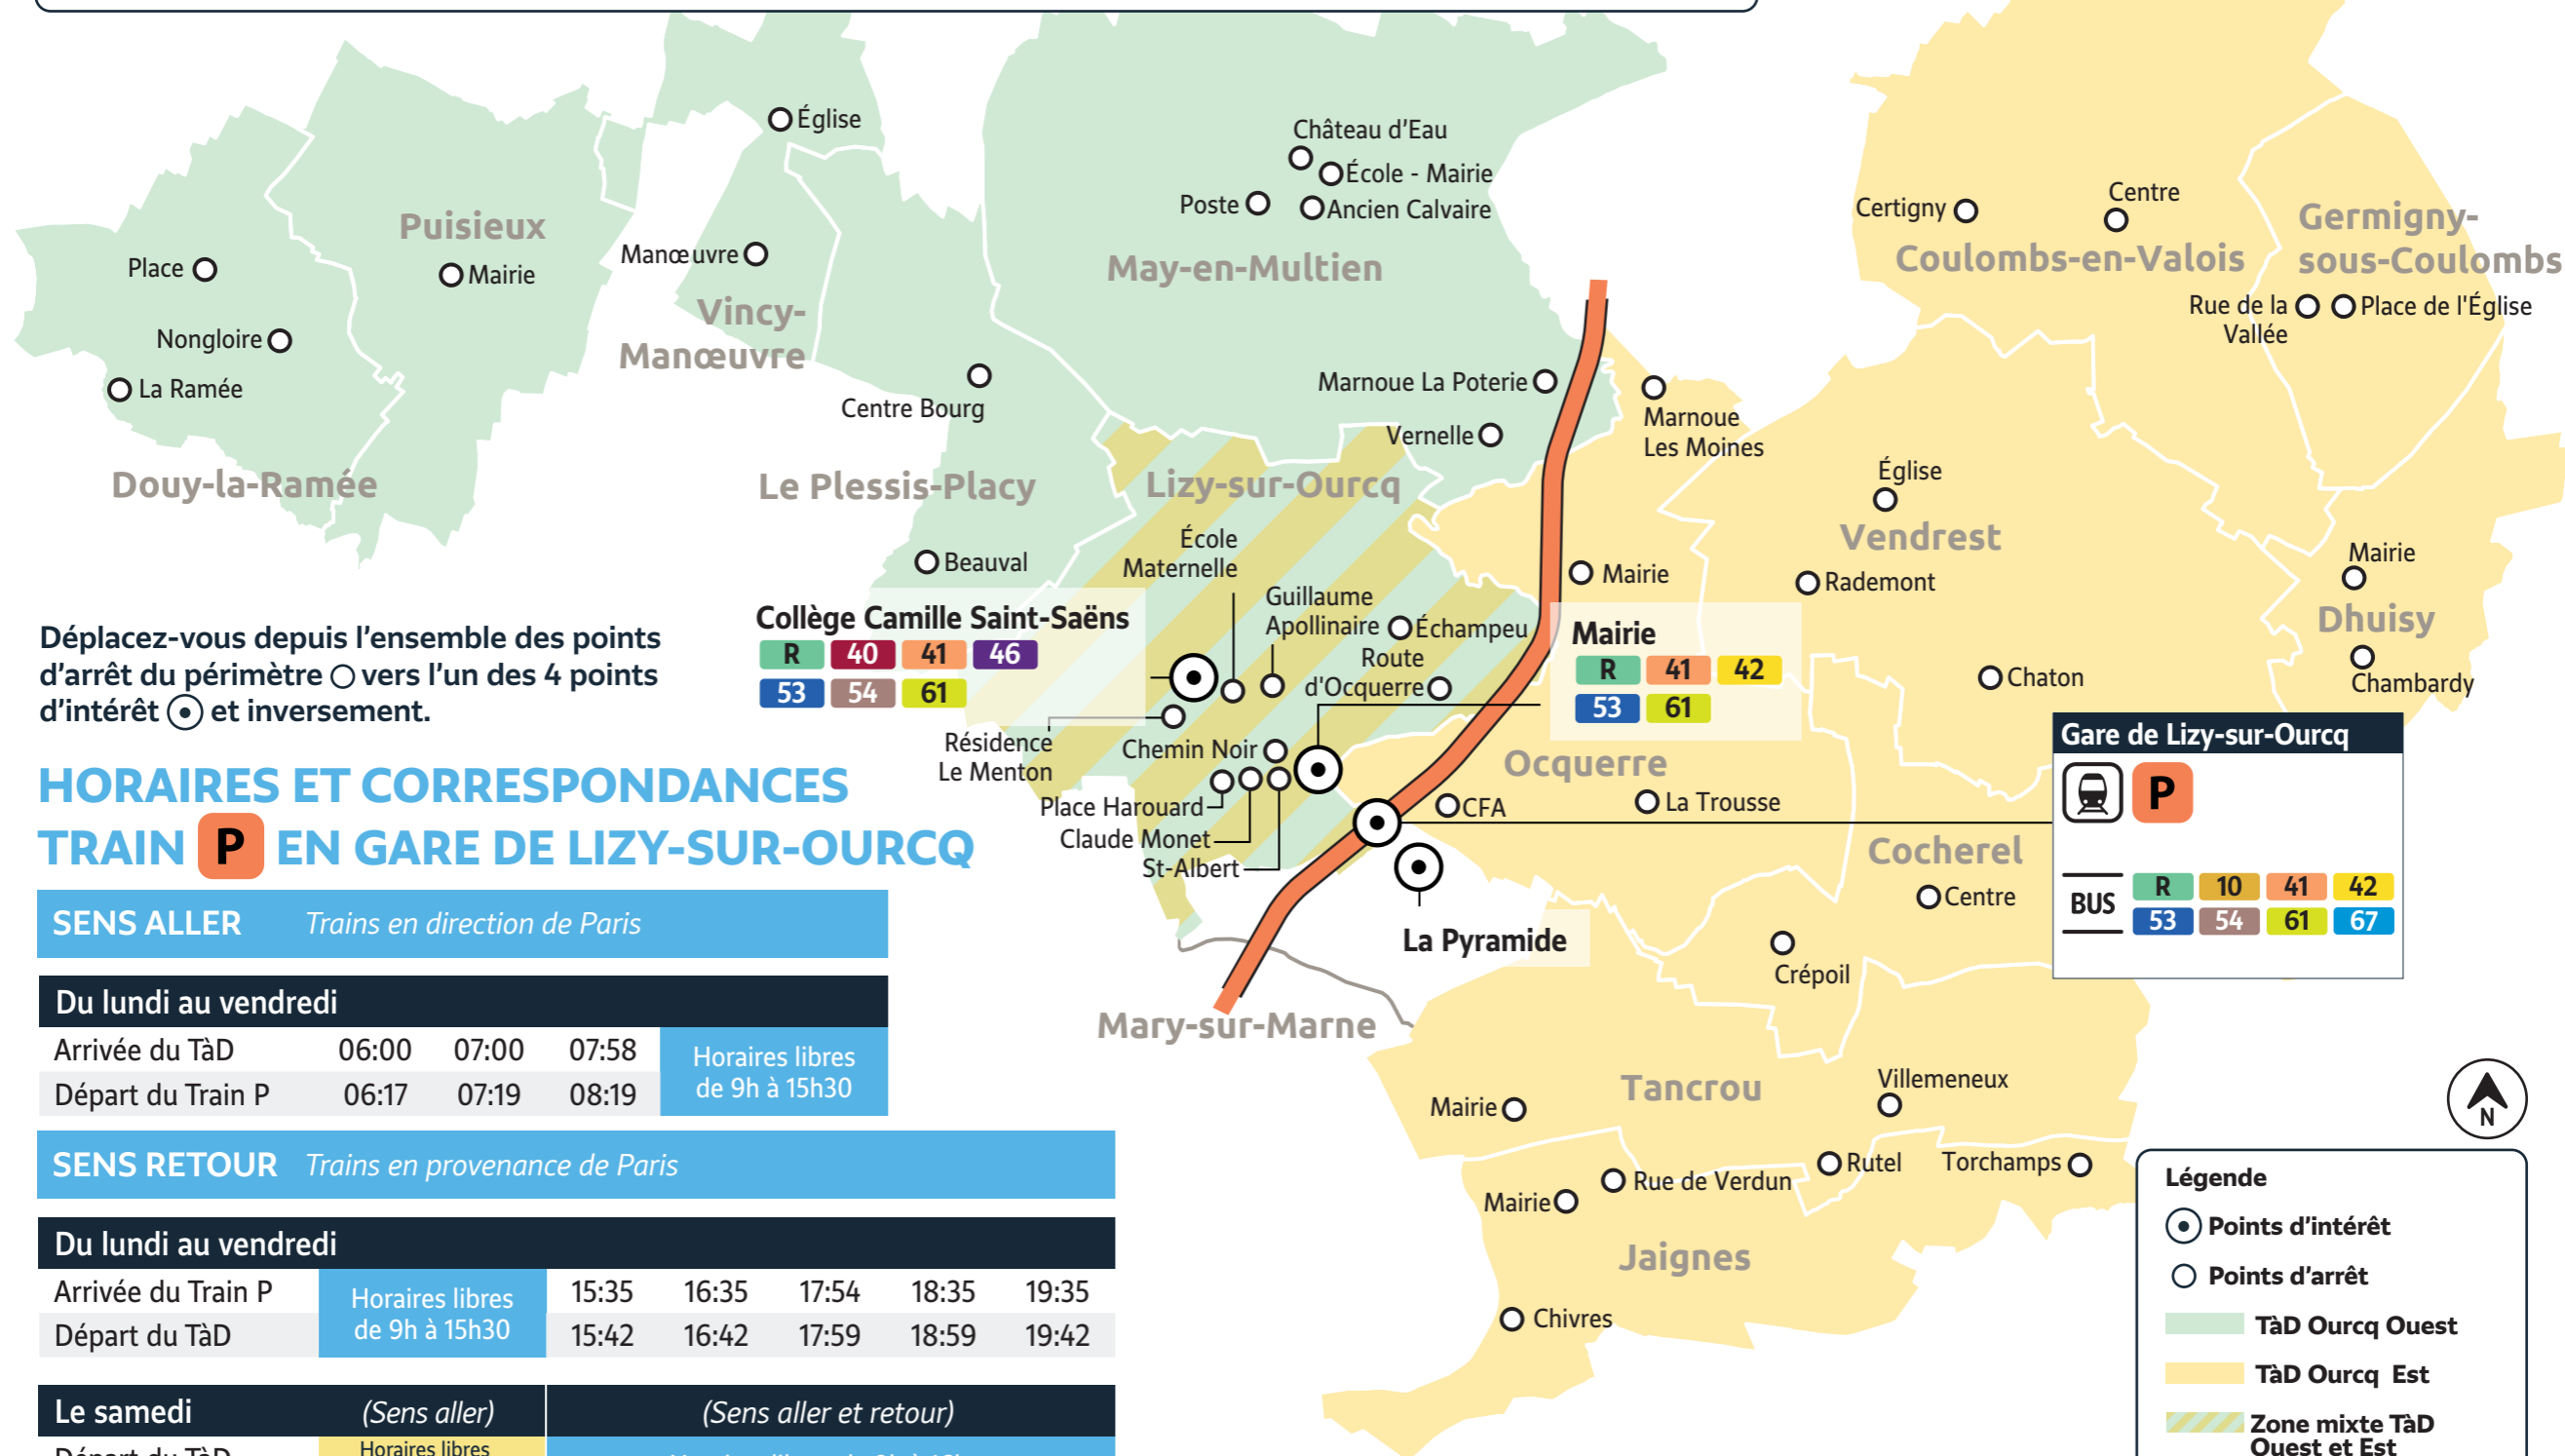 Église
Château d'Eau
École - Mairie
Poste
Ancien Calvaire
Certigny
Centre
Germigny-
sous-Coulombs
Coulombs-en-Valois
Puisieux
Place
Mairie
Manœuvre
May-en-Multien
Rue de la
Vallée
Place de l'Église
Vincy-
Manœuvre
Nongloire
La Ramée
Centre Bourg
Marnoue La Poterie
Marnoue
Les Moines
Vernelle
Douy-la-Ramée
Le Plessis-Placy
Lizy-sur-Ourcq
Église
Vendrest
École
Maternelle
Beauval
Mairie
Rademont
Mairie
Dhuisy
Chambardy
Guillaume
Apollinaire
Échampeu
Route
d'Ocquerre
Chaton
Collège Camille Saint-Saëns
R 40 41 46
53 54 61
Mairie
R 41 42
53 61
Déplacez-vous depuis l'ensemble des points
d'arrêt du périmètre vers l'un des 4 points
d'intérêt et inversement.
Résidence
Le Menton
Chemin Noir
Place Harouard
Claude Monet
St-Albert
Ocquerre
CFA
La Trousse
Gare de Lizy-sur-Ourcq
P
BUS
R 10 41 42
53 54 61 67
Cocherel
Centre
La Pyramide
Crépoil
Mary-sur-Marne
Tancrou
Villemeneux
Mairie
Rutel
Torchamps
Rue de Verdun
Mairie
Jaignes
Chivres
HORAIRES ET CORRESPONDANCES
TRAIN P EN GARE DE LIZY-SUR-OURCQ
SENS ALLER Trains en direction de Paris
Du lundi au vendredi
Arrivée du TàD 06:00 07:00 07:58
Départ du Train P 06:17 07:19 08:19
Horaires libres
de 9h à 15h30
SENS RETOUR Trains en provenance de Paris
Du lundi au vendredi
Arrivée du Train P 15:35 16:35 17:54 18:35 19:35
Départ du TàD 15:42 16:42 17:59 18:59 19:42
Horaires libres
de 9h à 15h30
Le samedi (Sens aller) (Sens aller et retour)
Départ du TàD Horaires libres
N
Légende
Points d'intérêt
Points d'arrêt
TàD Ourcq Ouest
TàD Ourcq Est
Zone mixte TàD
Ouest et Est